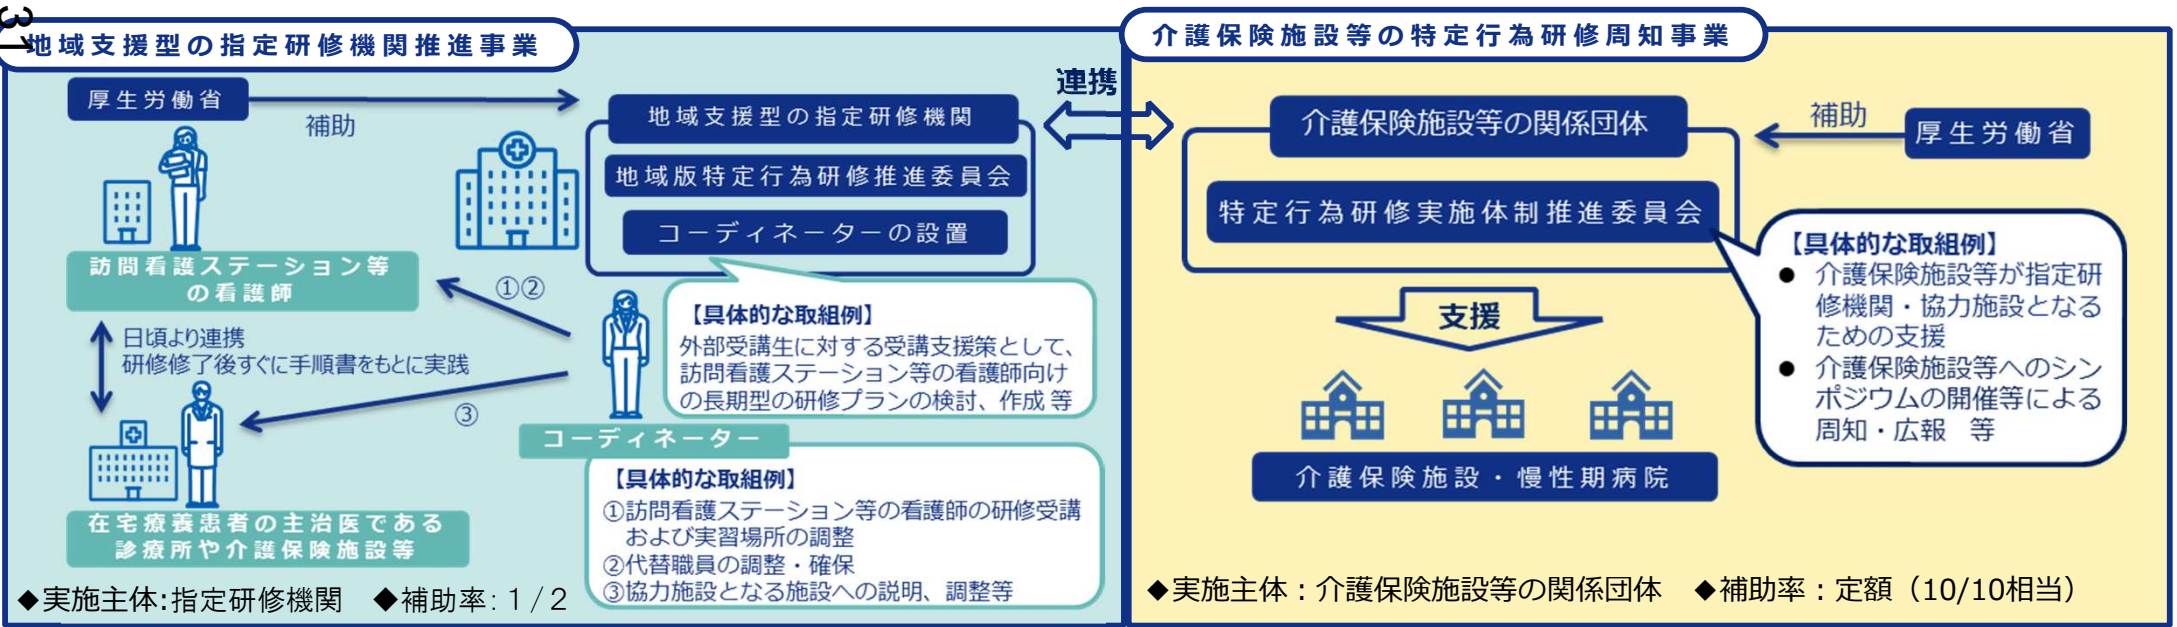 31
地域支援型の指定研修機関推進事業
厚生労働省
補助
地域支援型の指定研修機関
地域版特定行為研修推進委員会
コーディネーターの設置
訪問看護ステーション等
の看護師
①②
日頃より連携
研修修了後すぐに手順書をもとに実践
③
【具体的な取組例】
外部受講生に対する受講支援策として、
訪問看護ステーション等の看護師向け
の長期型の研修プランの検討、作成 等
コーディネーター
【具体的な取組例】
①訪問看護ステーション等の看護師の研修受講
および実習場所の調整
②代替職員の調整・確保
③協力施設となる施設への説明、調整等
在宅療養患者の主治医である
診療所や介護保険施設等
◆実施主体:指定研修機関 ◆補助率:１/２
連携
介護保険施設等の特定行為研修周知事業
介護保険施設等の関係団体
補助
厚生労働省
特定行為研修実施体制推進委員会
【具体的な取組例】
● 介護保険施設等が指定研
修機関・協力施設となる
ための支援
● 介護保険施設等へのシン
ポジウムの開催等による
周知・広報 等
支援
介護保険施設・慢性期病院
◆実施主体：介護保険施設等の関係団体 ◆補助率：定額（10/10相当）